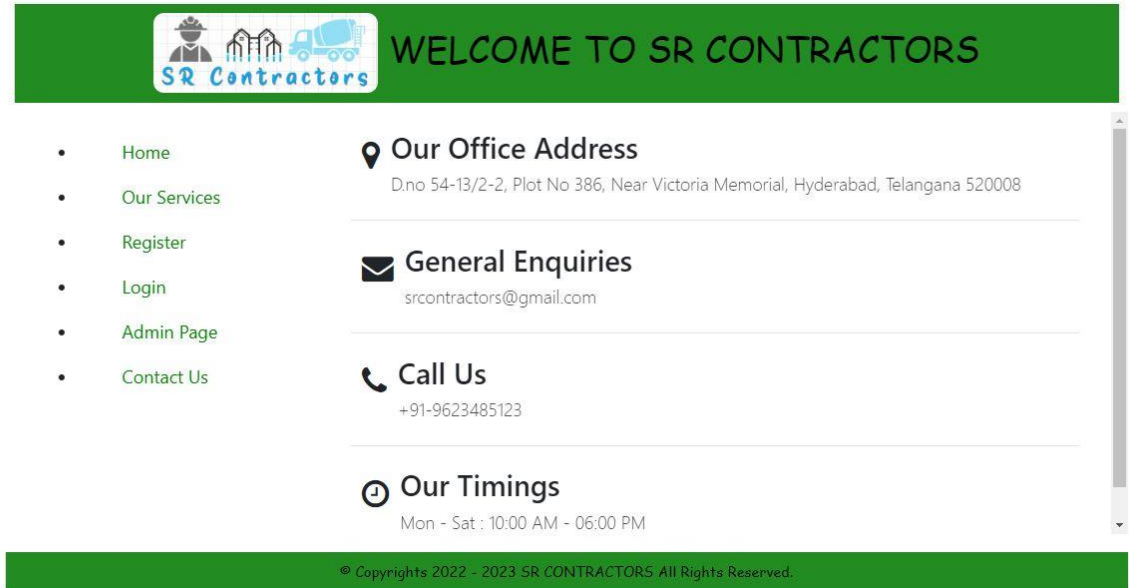 SR Contractors
WELCOME TO SR CONTRACTORS
Home
Our Services
Register
Login
Admin Page
Contact Us
Our Office Address
D.no 54-13/2-2, Plot No 386, Near Victoria Memorial, Hyderabad, Telangana 520008
General Enquiries
srcontractors@gmail.com
Call Us
+91-9623485123
Our Timings
Mon - Sat : 10:00 AM - 06:00 PM
© Copyrights 2022 - 2023 SR CONTRACTORS All Rights Reserved.